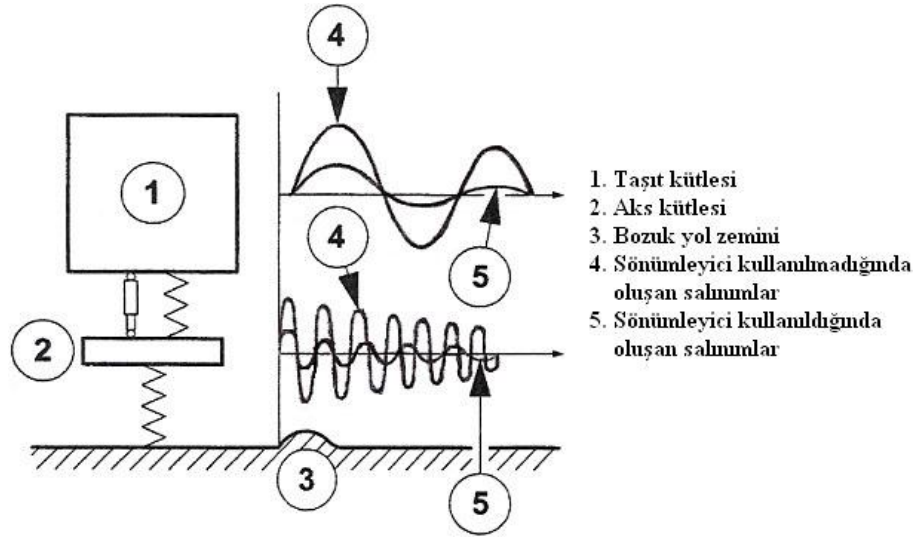 4
1
5
4
2
5
3
1. Taşıt kütlesi
2. Aks kütlesi
3. Bozuk yol zemini
4. Sönümleyici kullanılmadığında
oluşan salınımlar
5. Sönümleyici kullanıldığında
oluşan salınımlar